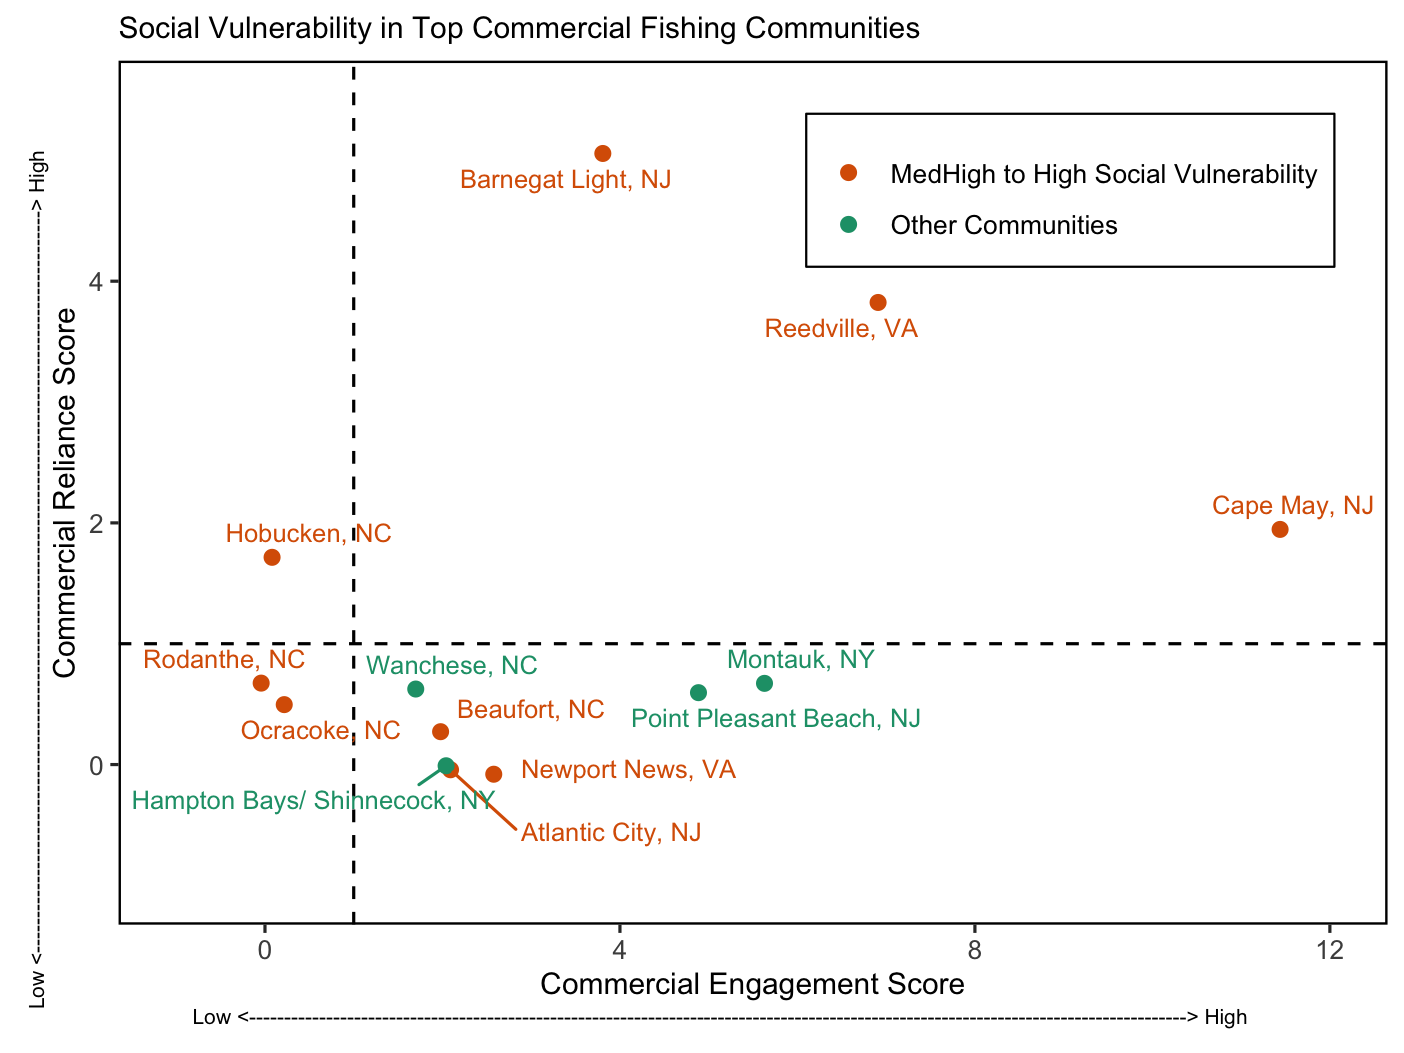 Social Vulnerability in Top Commercial Fishing Communities
MedHigh to High Social Vulnerability
Other Communities
Barnegat Light, NJ
Reedville, VA
Cape May, NJ
Hobucken, NC
Rodanthe, NC
Wanchese, NC
Montauk, NY
Beaufort, NC
Point Pleasant Beach, NJ
Ocracoke, NC
Newport News, VA
Hampton Bays/ Shinnecock, NY
Atlantic City, NJ
4
2
0
Commercial Reliance Score
Low <--------------------------------------------------------------> High
0 4 8 12
Commercial Engagement Score
Low <--------------------------------------------------------------> High